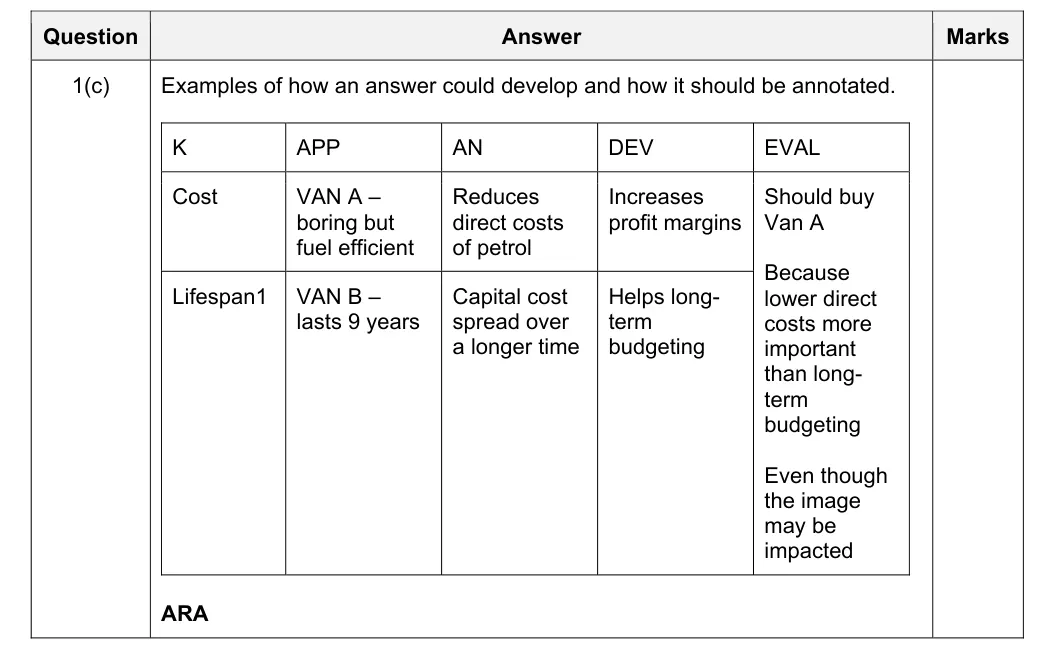 Question Answer Marks
1(c) Examples of how an answer could develop and how it should be annotated.
K APP AN DEV EVAL
Cost
VAN A –
boring but
fuel efficient
Reduces
direct costs
of petrol
Increases
profit margins
Should buy
Van A
Because
lower direct
costs more
important
than long-
term
budgeting
Even though
the image
may be
impacted
Lifespan1
VAN B –
lasts 9 years
Capital cost
spread over
a longer time
Helps long-
term
budgeting
ARA